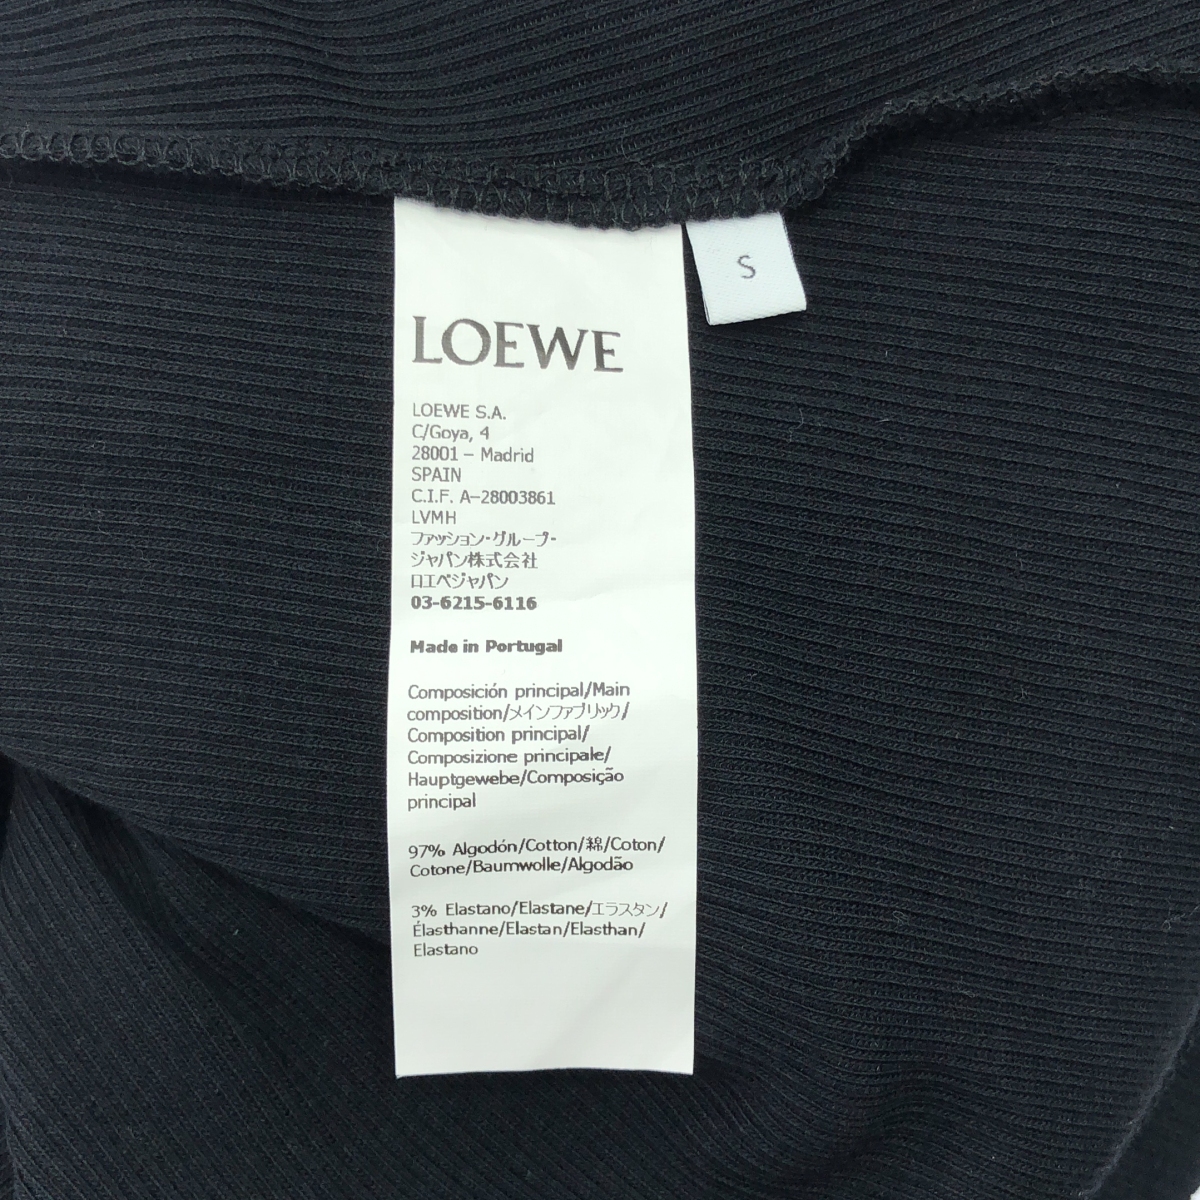 S
LOEWE
LOEWE S.A.
C/Goya, 4
28001 – Madrid
SPAIN
C.I.F. A–28003861
LVMH
ファッション・グループ・
ジャパン株式会社
ロエベジャパン
03-6215-6116
Made in Portugal
Composición principal/Main
composition/メインファブリック/
Composition principal/
Composizione principale/
Hauptgewebe/Composição
principal
97% Algodón/Cotton/綿/Coton/
Cotone/Baumwolle/Algodão
3% Elastano/Elastane/エラスタン/
Élasthanne/Elastan/Elasthan/
Elastano